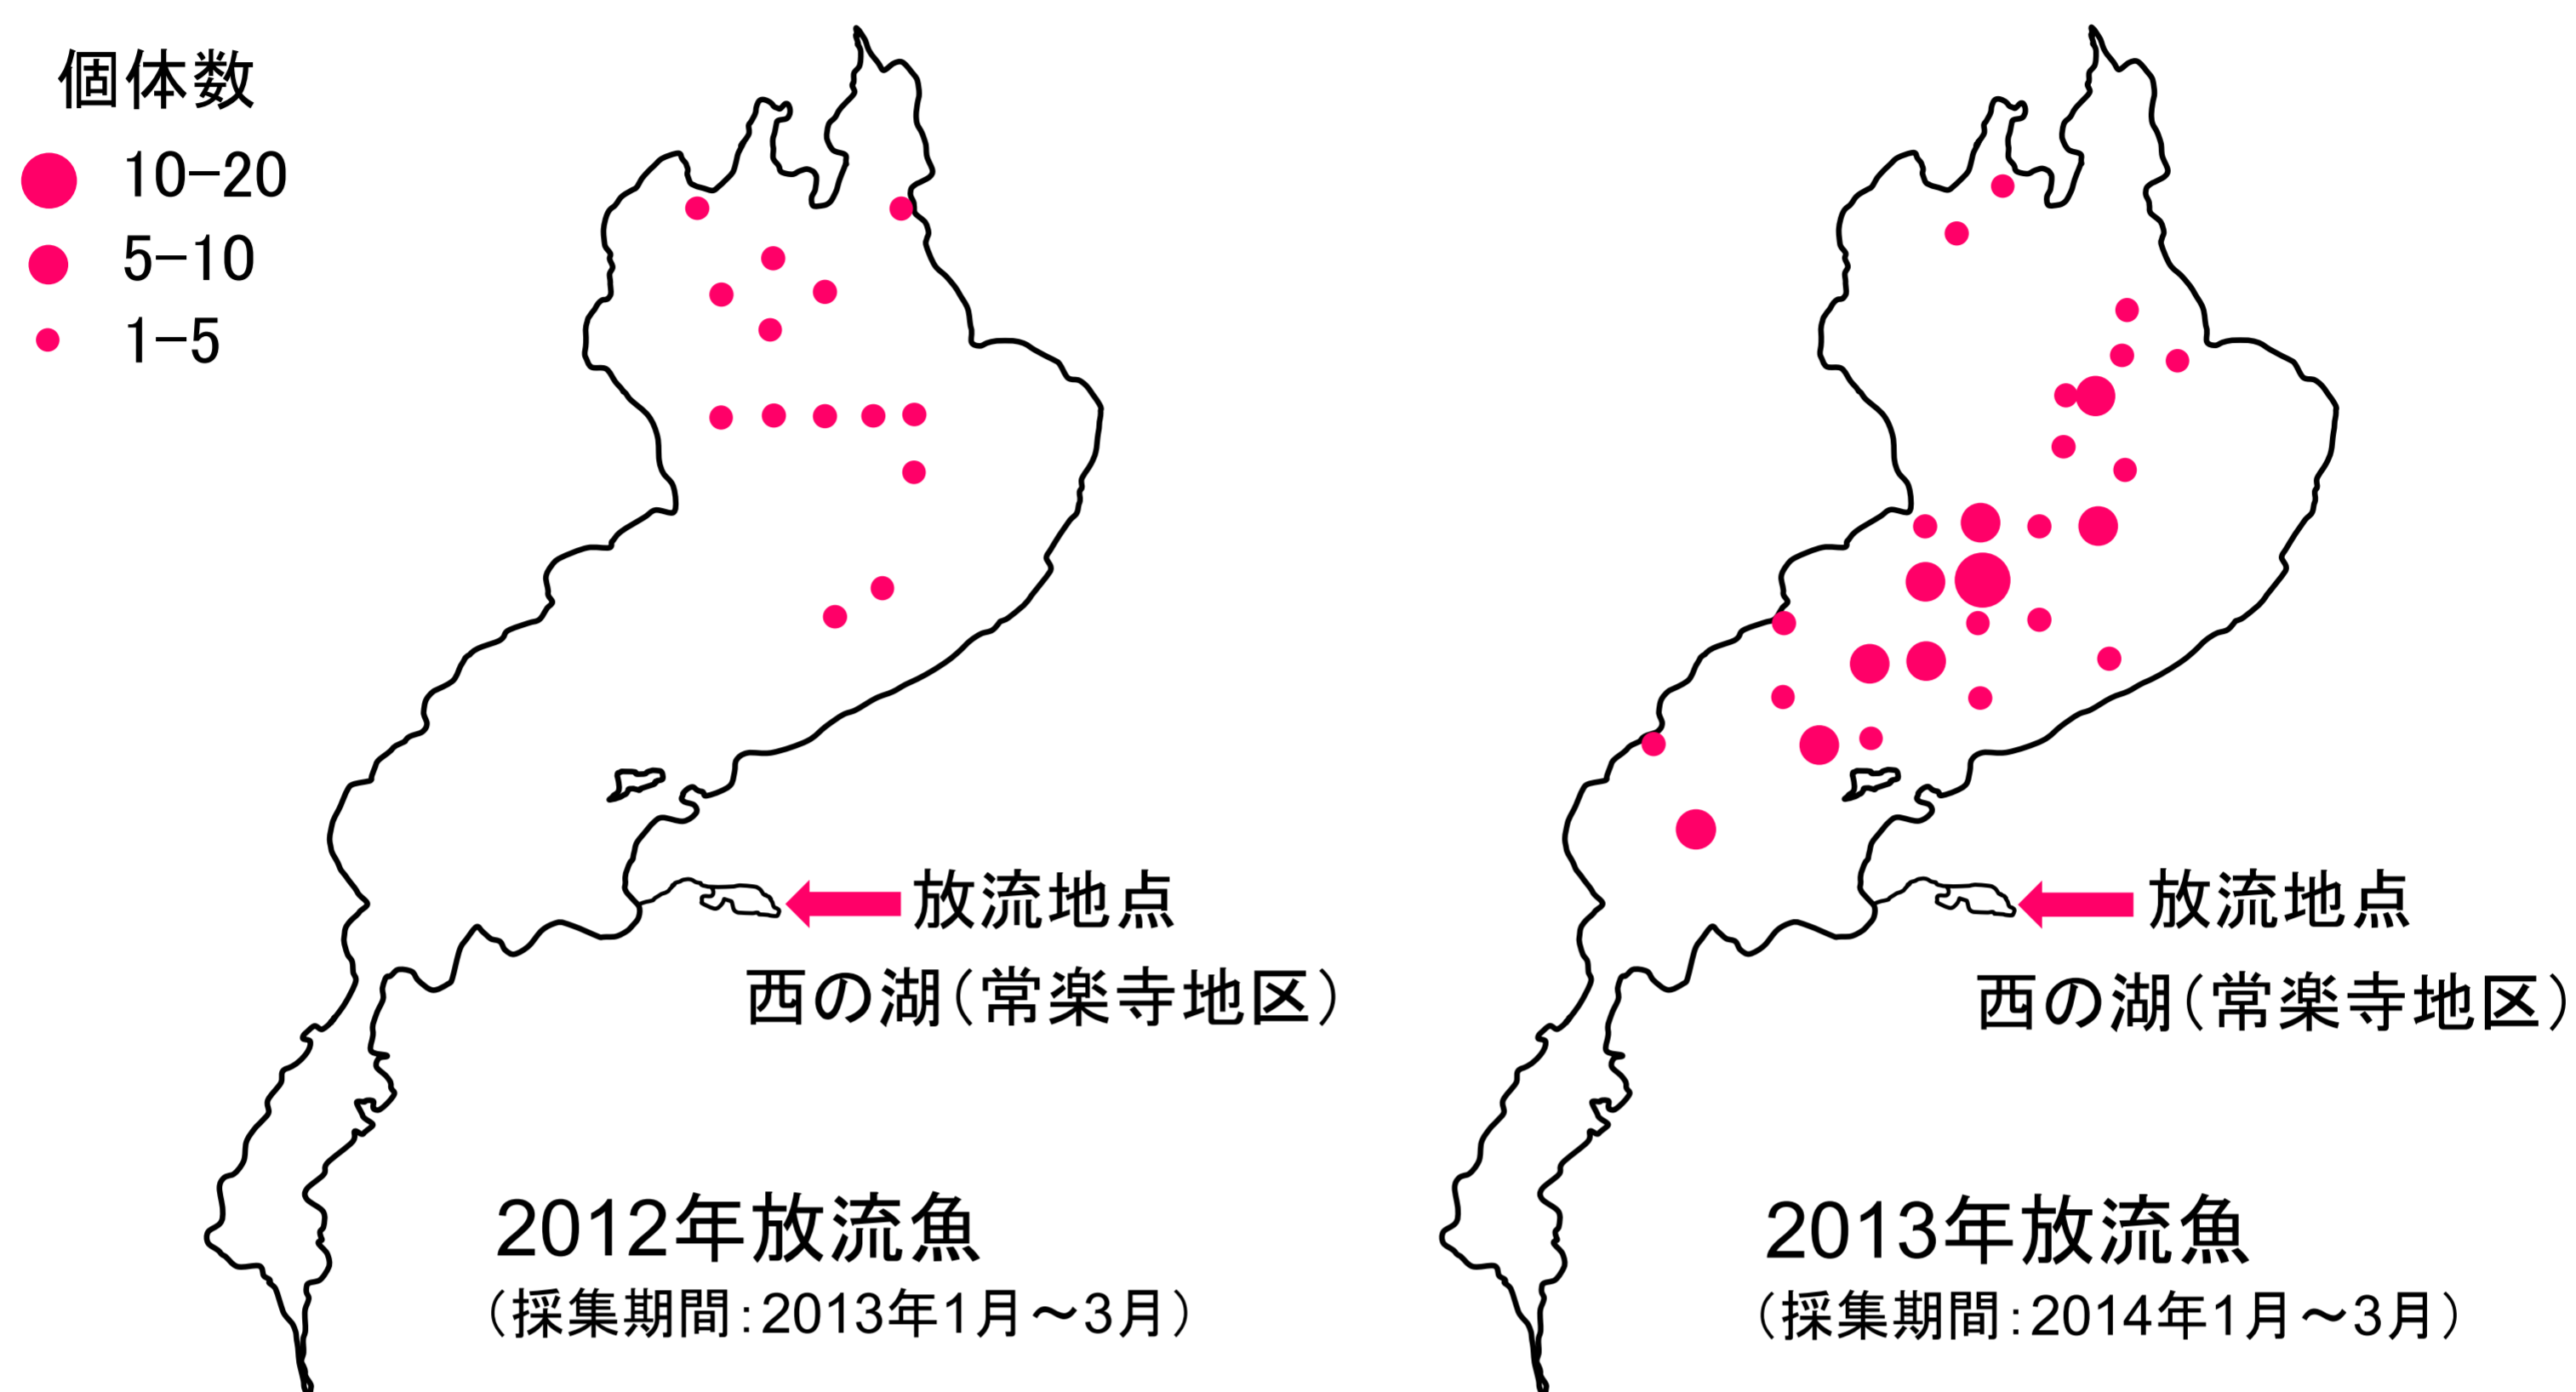 個体数
10-20
5-10
1-5
放流地点
西の湖(常楽寺地区)
2012年放流魚
(採集期間:2013年1月~3月)
放流地点
西の湖(常楽寺地区)
2013年放流魚
(採集期間:2014年1月~3月)